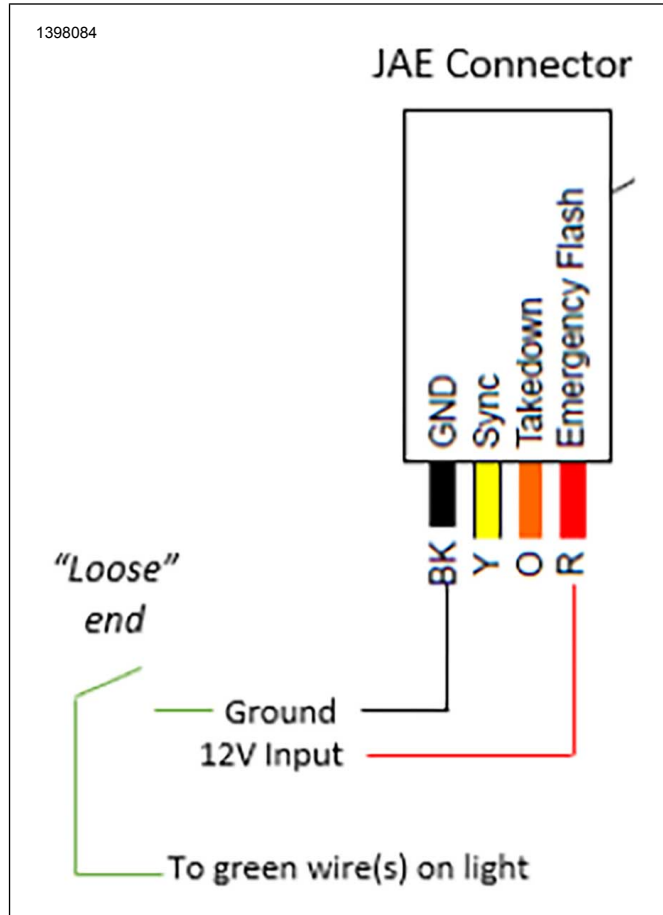 1398084
JAE Connector
GND
Sync
Takedown
Emergency Flash
BK
Y
O
R
"Loose"
end
Ground
12V Input
To green wire(s) on light